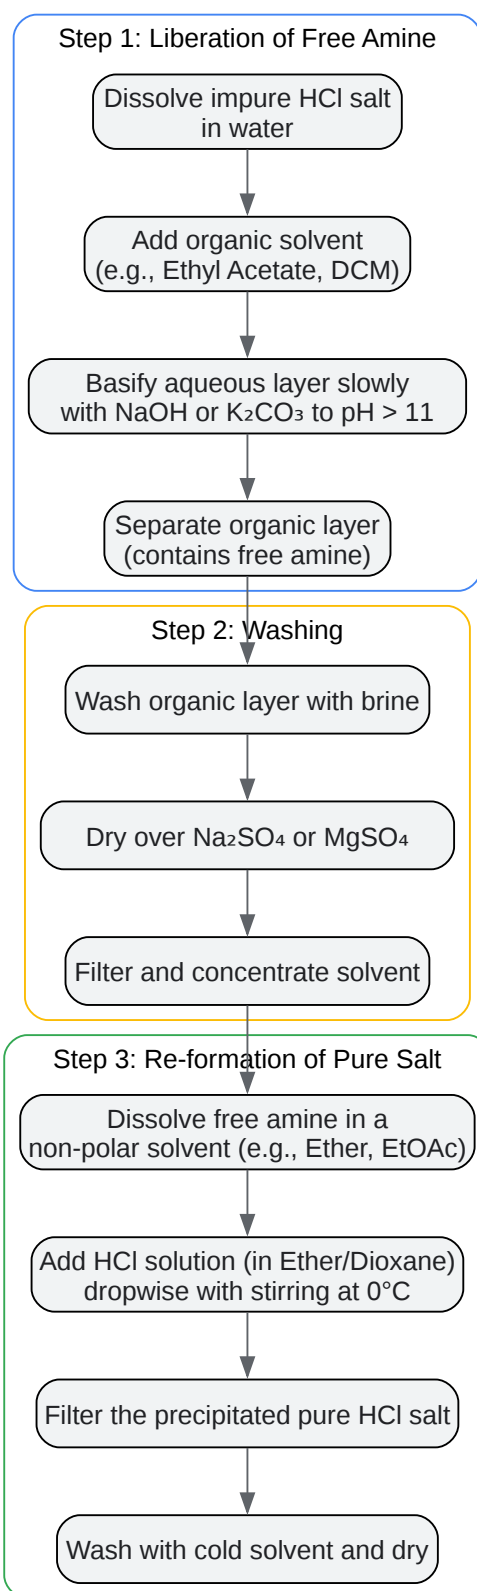 Step 1: Liberation of Free Amine
Dissolve impure HCl salt
in water
Add organic solvent
(e.g., Ethyl Acetate, DCM)
Basify aqueous layer slowly
with NaOH or K₂CO₃ to pH > 11
Separate organic layer
(contains free amine)
Step 2: Washing
Wash organic layer with brine
Dry over Na₂SO₄ or MgSO₄
Filter and concentrate solvent
Step 3: Re-formation of Pure Salt
Dissolve free amine in a
non-polar solvent (e.g., Ether, EtOAc)
Add HCl solution (in Ether/Dioxane)
dropwise with stirring at 0°C
Filter the precipitated pure HCl salt
Wash with cold solvent and dry